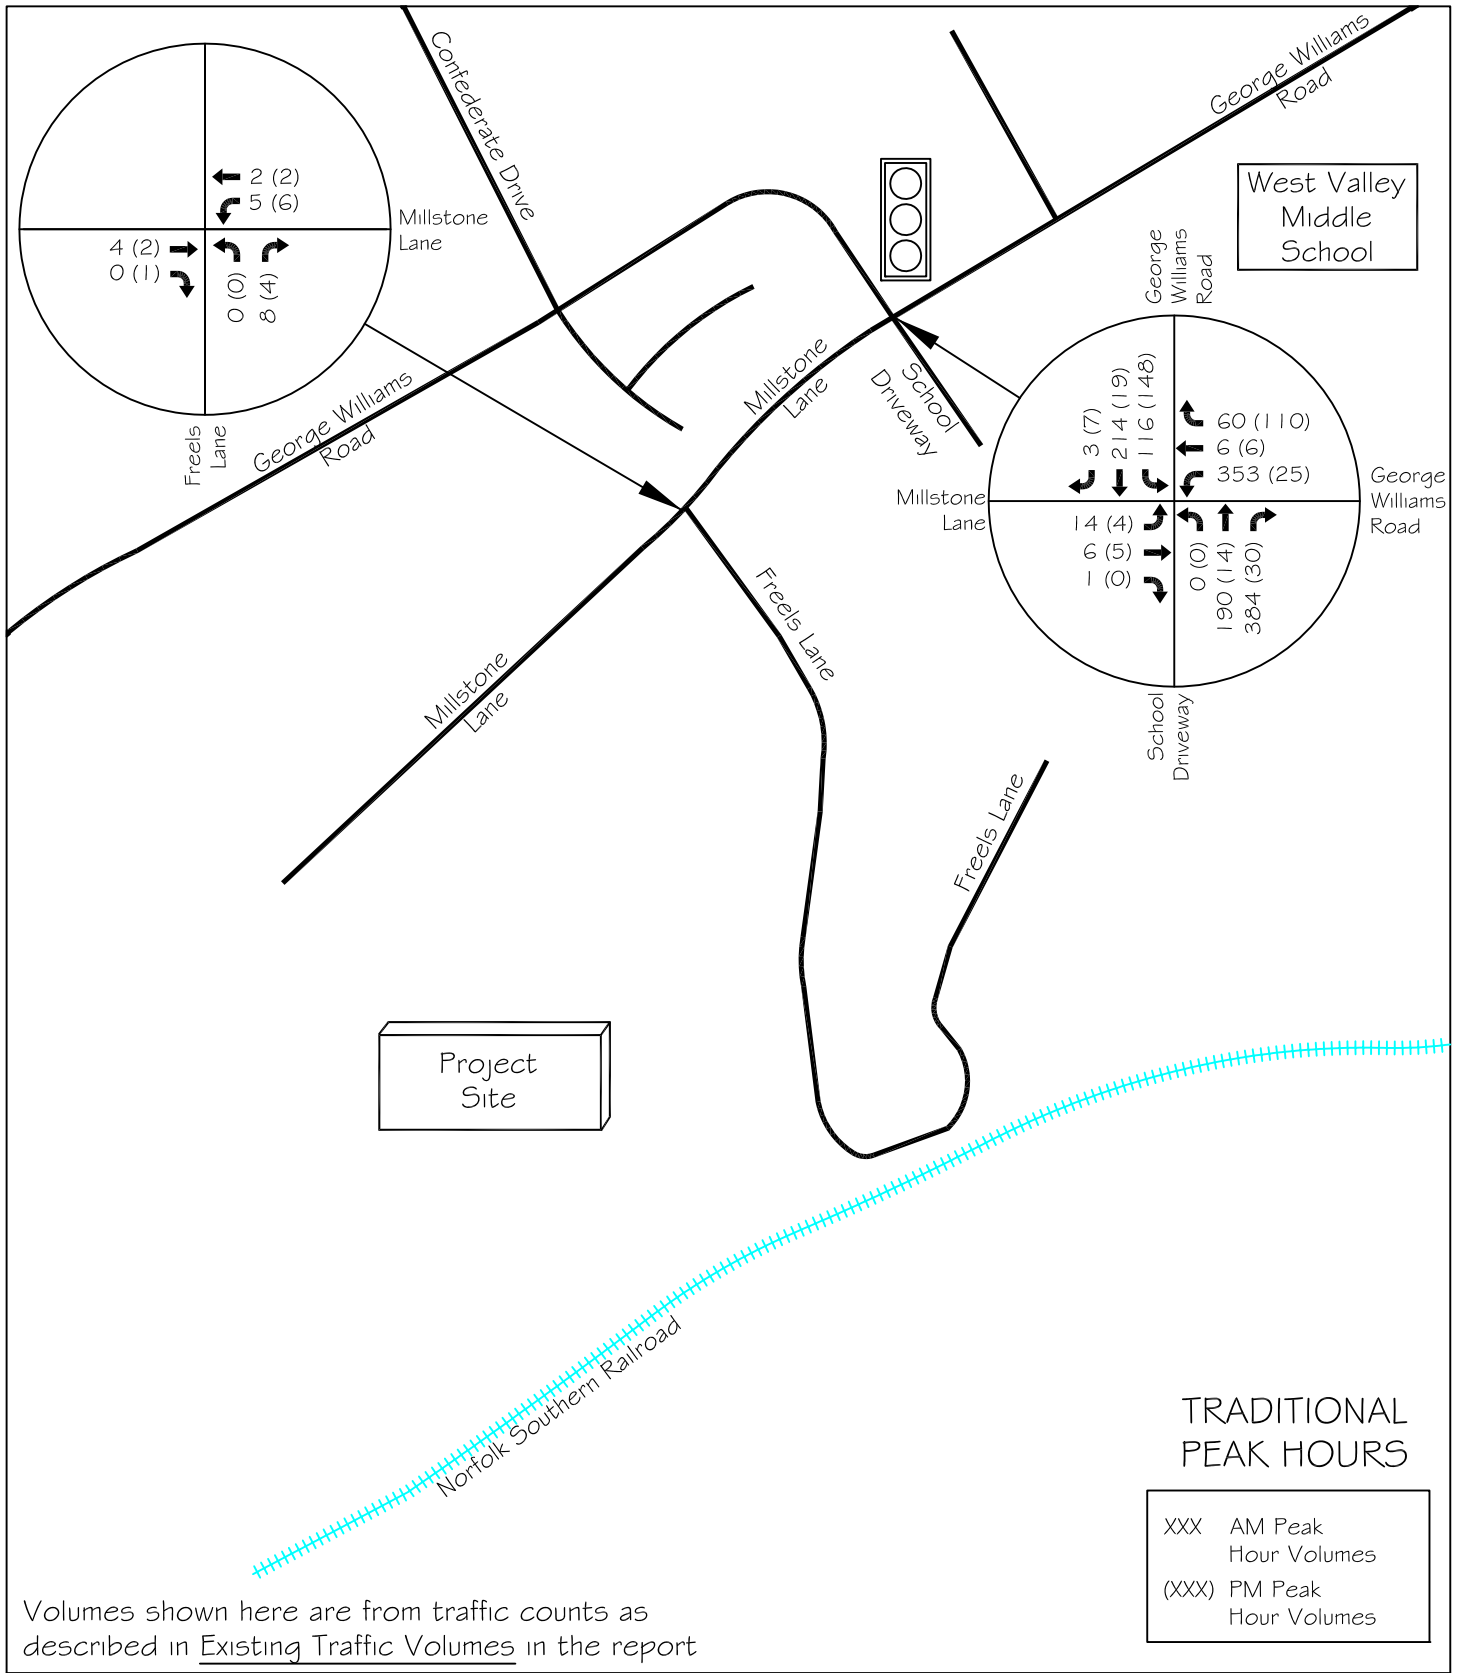 Confederate Drive
George Williams
Road
West Valley
Middle
School
2 (2)
5 (6)
4 (2)
0 (1)
0 (0)
8 (4)
Millstone
Lane
Freels
Lane
George Williams
Road
Millstone
Lane
School
Driveway
George
Williams
Road
3 (7)
214 (19)
116 (148)
60 (110)
6 (6)
353 (25)
Millstone
Lane
George
Williams
Road
14 (4)
6 (5)
1 (0)
0 (0)
190 (14)
384 (30)
School
Driveway
Freels Lane
Millstone
Lane
Freels Lane
Project
Site
Norfolk Southern Railroad
TRADITIONAL
PEAK HOURS
XXX AM Peak
Hour Volumes
(XXX) PM Peak
Hour Volumes
Volumes shown here are from traffic counts as
described in Existing Traffic Volumes in the report